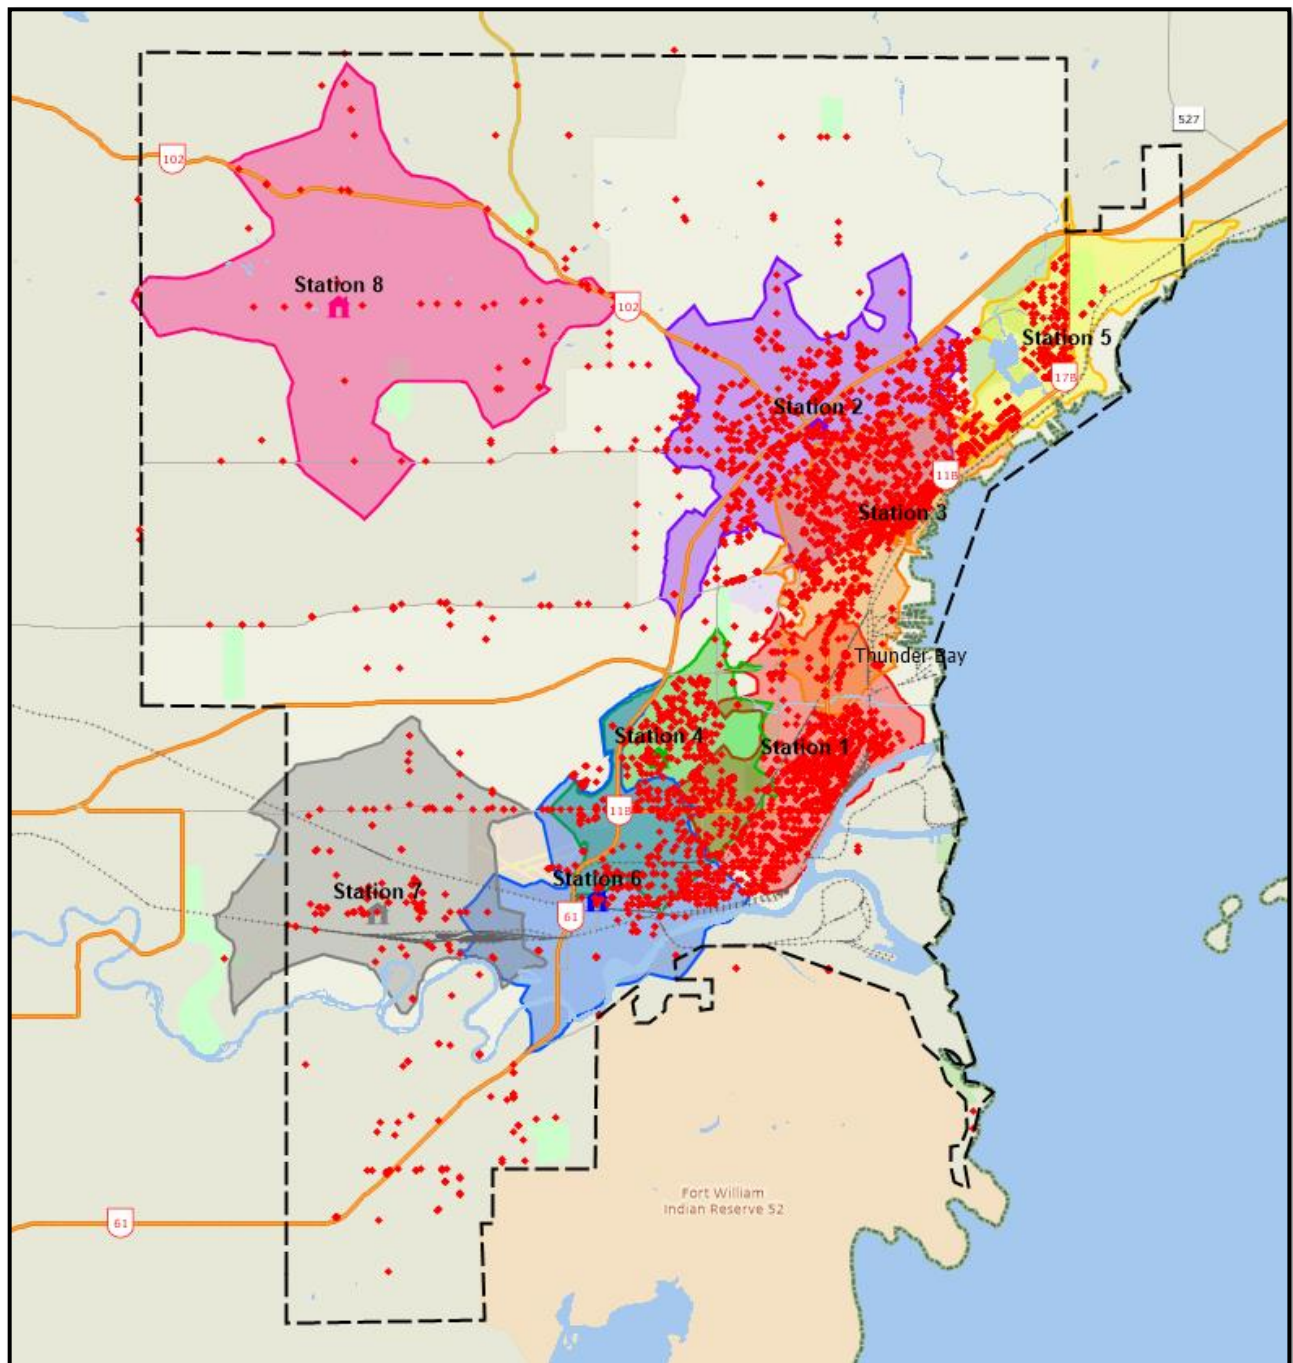 527
102
Station 8
102
Station 5
17B
Station 2
11B
Station 3
Thunder Bay
Station 4
Station 1
11B
Station 6
Station 7
61
Fort William
Indian Reserve 52
61